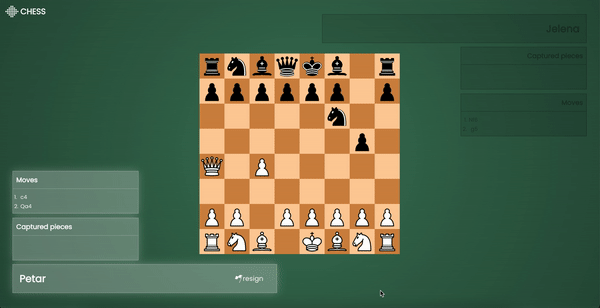 CHESS
Jelena
Captured pieces
Moves
Moves
1. c4
2. Qa4
Captured pieces
Petar
resign